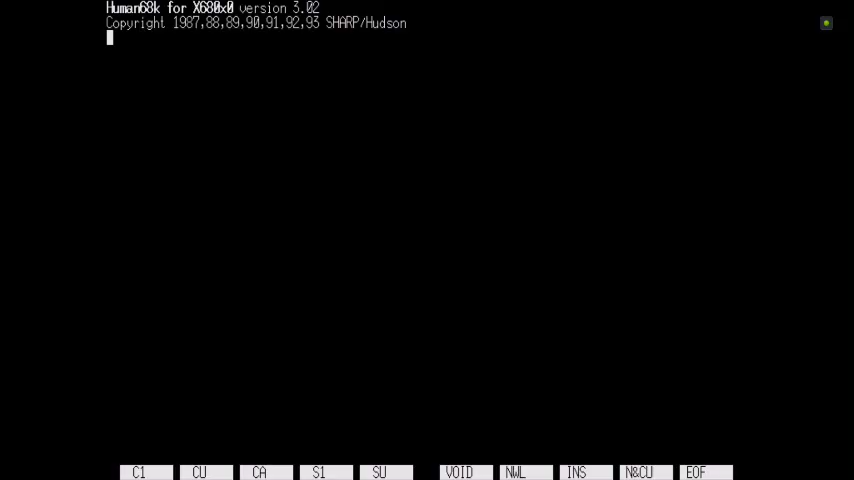 Human68k for X680x0 version 3.02
Copyright 1987,88,89,90,91,92,93 SHARP/Hudson
C1 CU CA S1 SU VOID NWL INS N&CU EOF